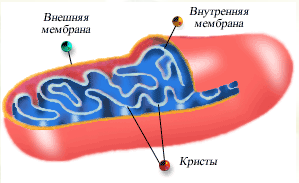 Внешняя
мембрана
Внутренняя
мембрана
Кристы